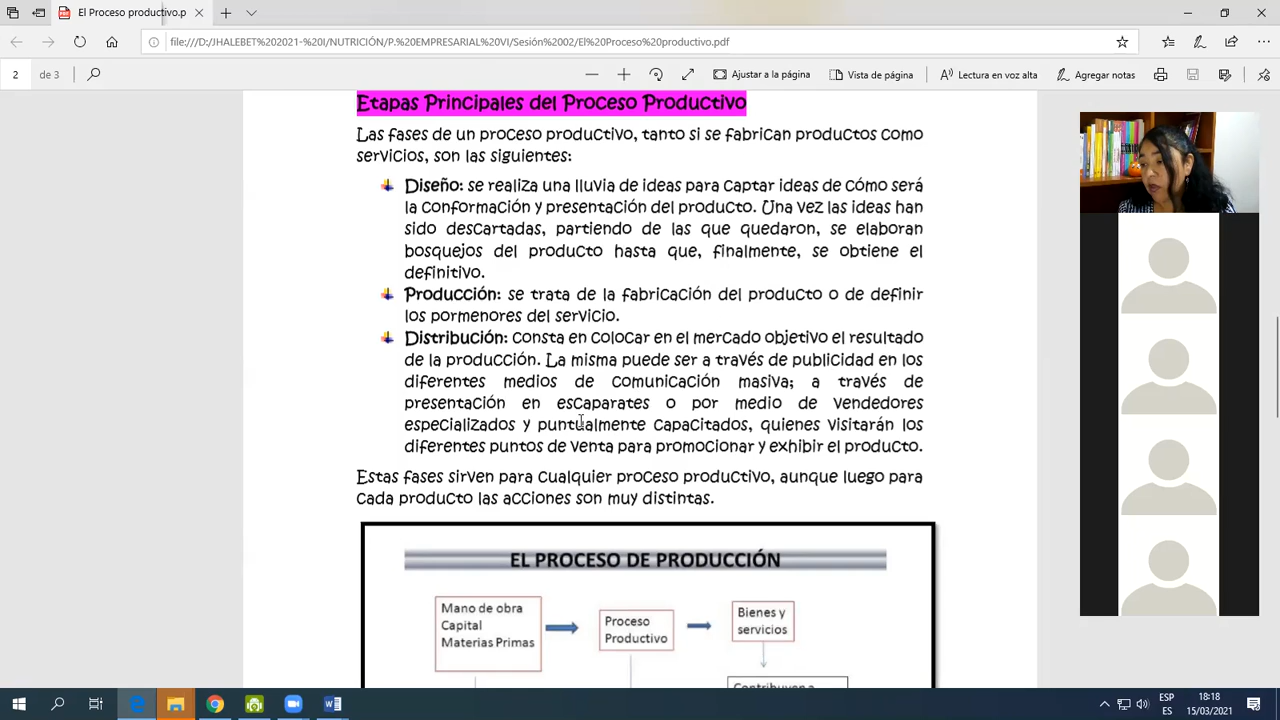 El Proceso productivo.p
file:///D:/JHALEBET%202021-%20I/NUTRICIÓN/P.%20EMPRESARIAL%20VI/Sesión%2002/El%20Proceso%20productivo.pdf
2 de 3
Ajustar a la página
Vista de página
Lectura en voz alta
Agregar notas
Etapas Principales del Proceso Productivo
Las fases de un proceso productivo, tanto si se fabrican productos como
servicios, son las siguientes:
Diseño: se realiza una lluvia de ideas para captar ideas de cómo será
la conformación y presentación del producto. Una vez las ideas han
sido descartadas, partiendo de las que quedaron, se elaboran
bosquejos del producto hasta que, finalmente, se obtiene el
definitivo.
Producción: se trata de la fabricación del producto o de definir
los pormenores del servicio.
Distribución: consta en colocar en el mercado objetivo el resultado
de la producción. La misma puede ser a través de publicidad en los
diferentes medios de comunicación masiva; a través de
presentación en escaparates o por medio de vendedores
especializados y puntualmente capacitados, quienes visitarán los
diferentes puntos de venta para promocionar y exhibir el producto.
Estas fases sirven para cualquier proceso productivo, aunque luego para
cada producto las acciones son muy distintas.
EL PROCESO DE PRODUCCIÓN
Mano de obra
Capital
Materias Primas
Proceso
Productivo
Bienes y
servicios
Contribuyen a
ESP
ES
18:18
15/03/2021